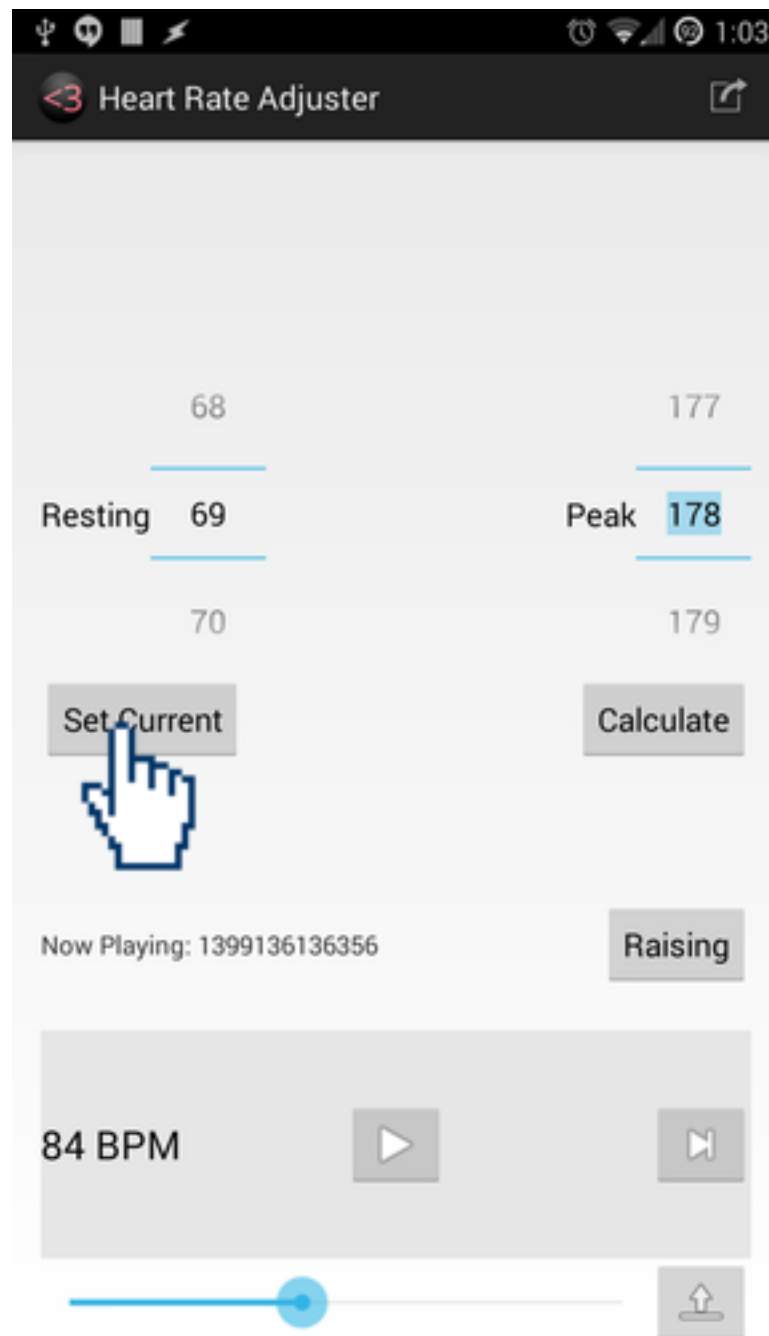 93 1:03
<3 Heart Rate Adjuster
68 177
Resting 69 Peak 178
70 179
Set Current Calculate
Now Playing: 1399136136356 Raising
84 BPM